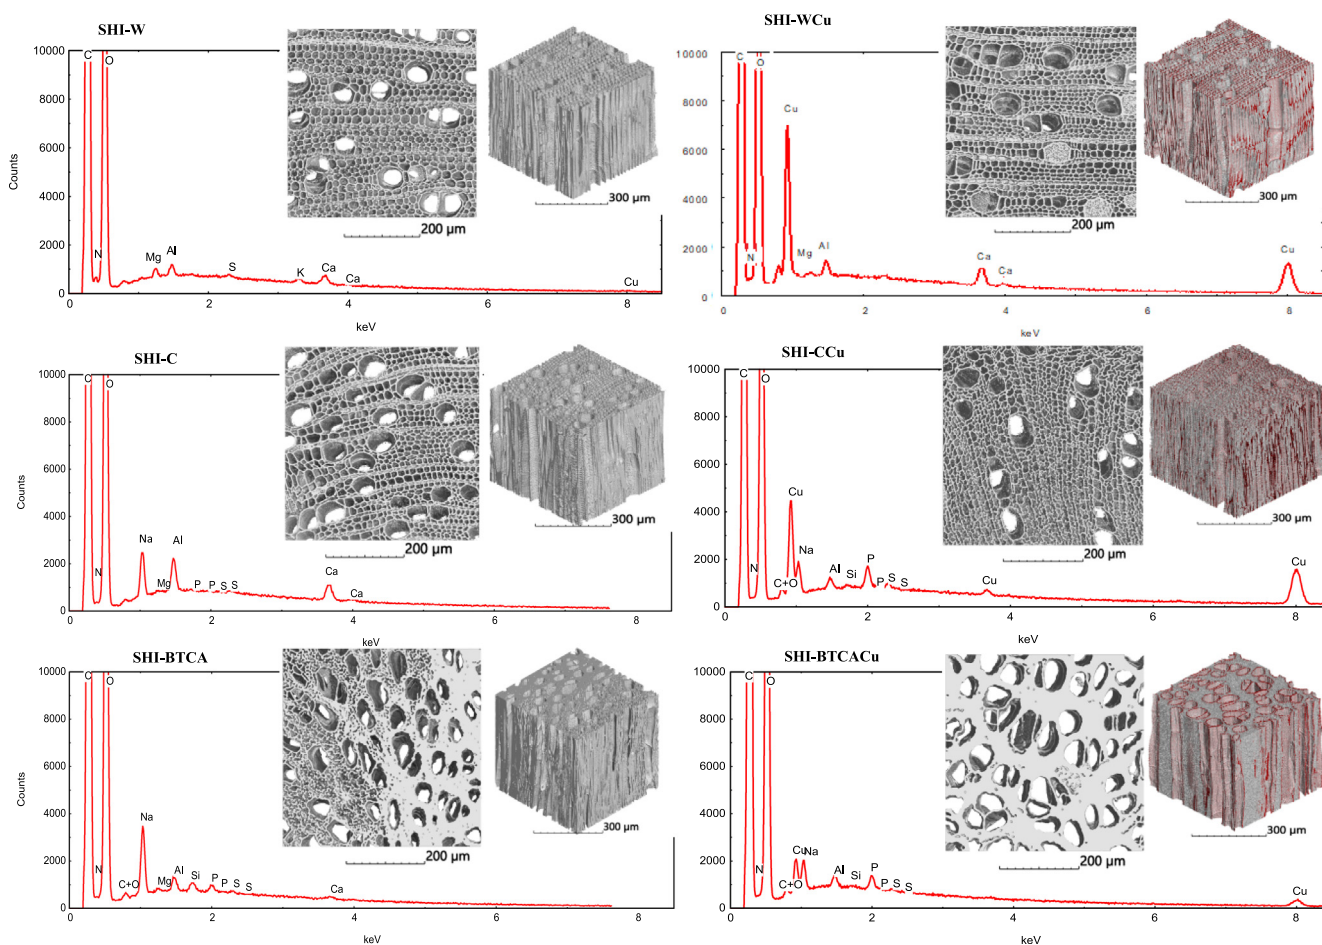 SHI-W
10000
8000
6000
4000
2000
0
Counts
C
O
N
Mg
Al
S
K
Ca
Ca
Cu
0 2 4 6 8
keV
200 µm
300 µm
SHI-WCu
10000
8000
6000
4000
2000
0
C
O
Cu
N
Mg
Al
Ca
Ca
Cu
0 2 4 6 8
keV
200 µm
300 µm
SHI-C
10000
8000
6000
4000
2000
0
Counts
C
O
N
Na
Al
Mg
P
P
S
S
Ca
Ca
0 2 4 6 8
keV
200 µm
300 µm
SHI-CCu
10000
8000
6000
4000
2000
0
C
O
N
Cu
Na
C+O
Al
Si
P
P
S
S
Cu
Cu
0 2 4 6 8
keV
200 µm
300 µm
SHI-BTCA
10000
8000
6000
4000
2000
0
Counts
C
O
N
Na
C+O
Mg
Al
Si
P
P
S
S
Ca
0 2 4 6 8
keV
200 µm
300 µm
SHI-BTCACu
10000
8000
6000
4000
2000
0
C
O
N
Cu
Na
C+O
Al
Si
P
P
S
S
Cu
0 2 4 6 8
keV
200 µm
300 µm